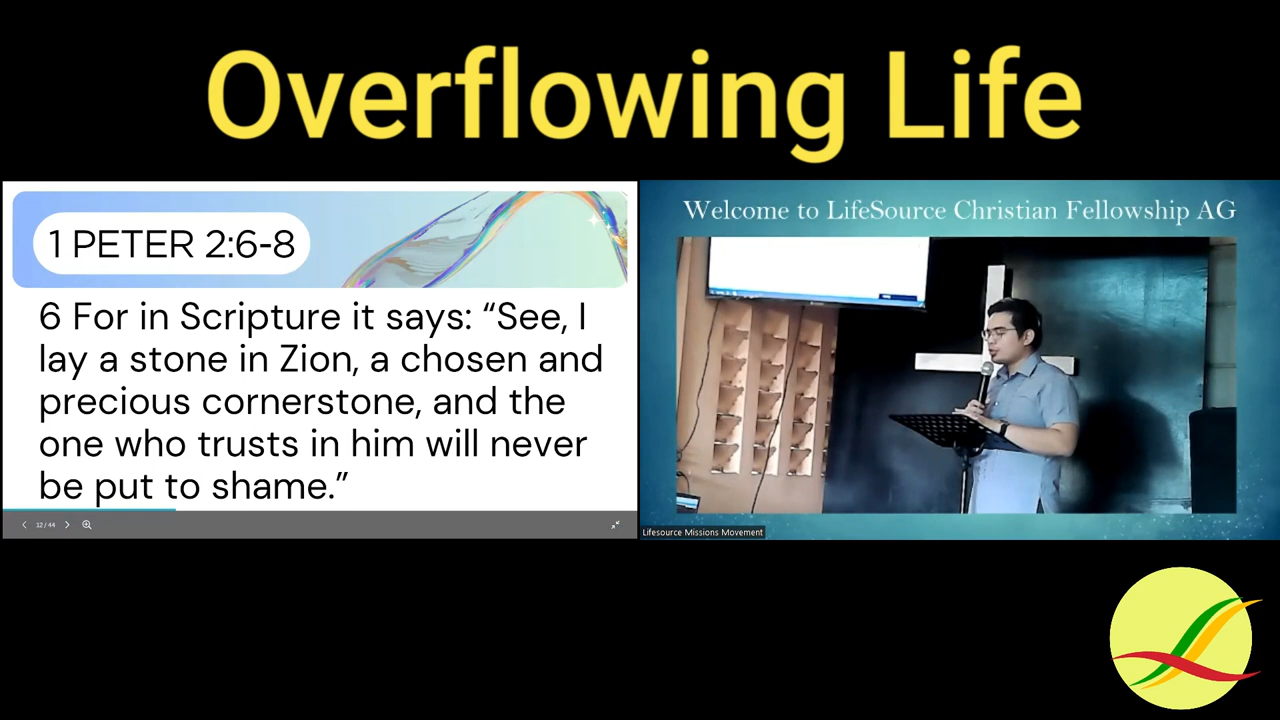 Overflowing Life
1 PETER 2:6-8
6 For in Scripture it says: “See, I
lay a stone in Zion, a chosen and
precious cornerstone, and the
one who trusts in him will never
be put to shame.”
12 / 44
Welcome to LifeSource Christian Fellowship AG
Lifesource Missions Movement